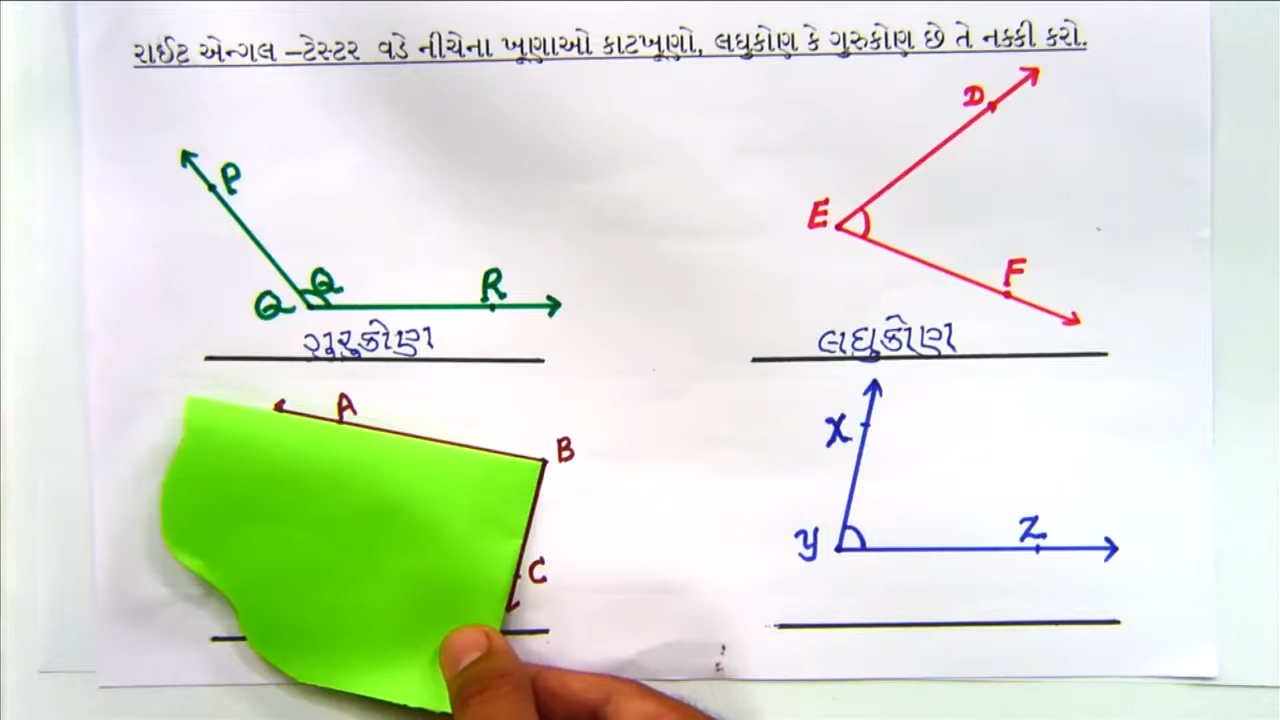 રાઈટ એન્ગલ –ટેસ્ટર વડે નીચેના ખૂણાઓ કાટખૂણો, લઘુકોણ કે ગુરુકોણ છે તે નક્કી કરો.
P
Q Q R
ગુરુકોણ
D
E
F
લઘુકોણ
A
B
C
X
Y Z